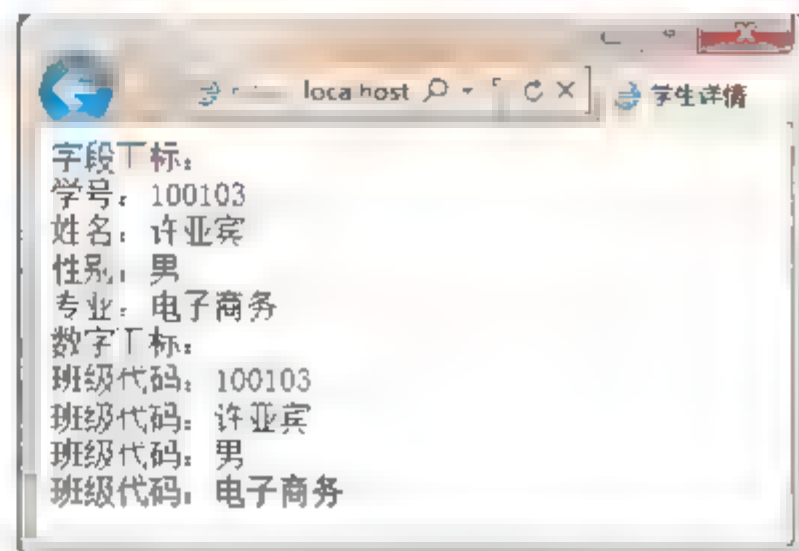 localhost 学生详情
字段下标：
学号：100103
姓名：许亚宾
性别：男
专业：电子商务
数字下标：
班级代码：100103
班级代码：许亚宾
班级代码：男
班级代码：电子商务